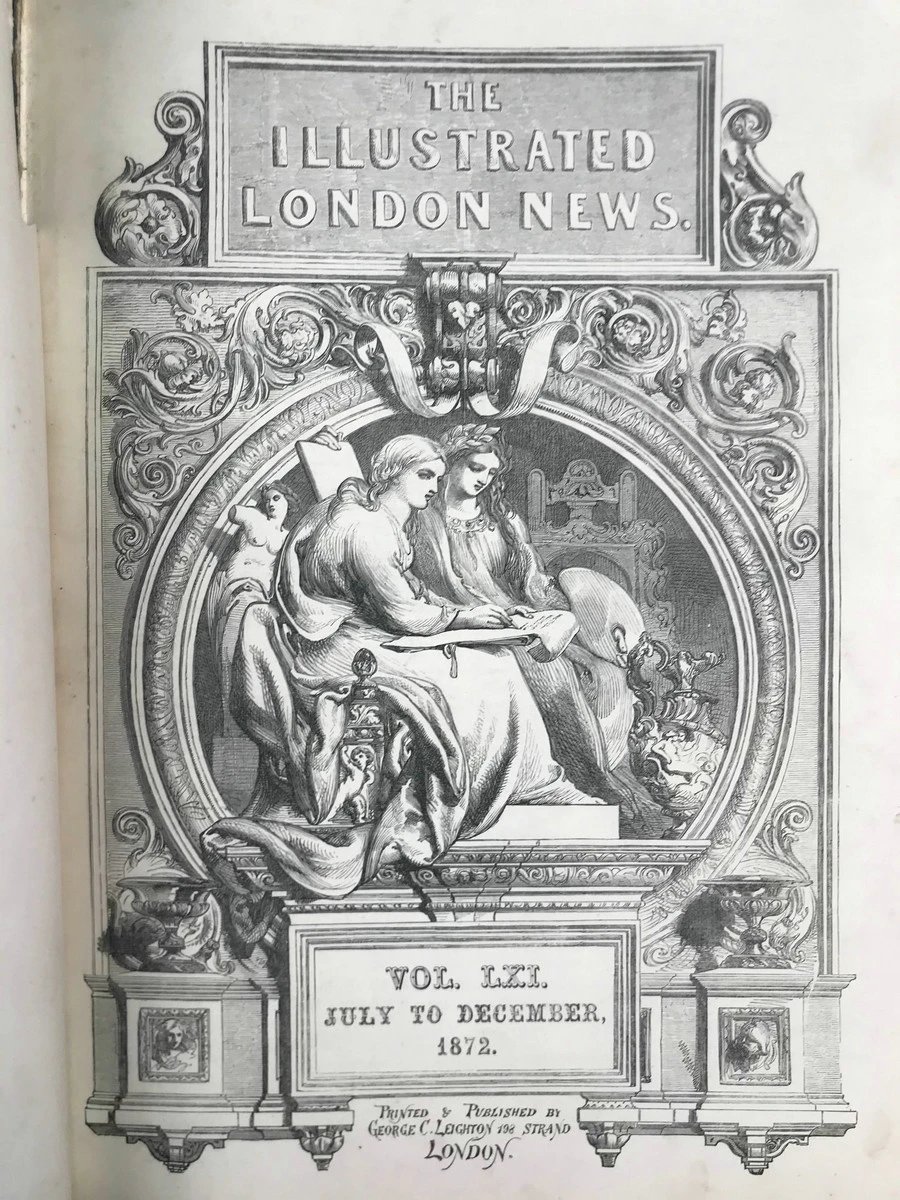 THE
ILLUSTRATED
LONDON NEWS.
VOL. LXI.
JULY TO DECEMBER,
1872.
PRINTED & PUBLISHED BY
GEORGE C. LEIGHTON 198 STRAND
LONDON.